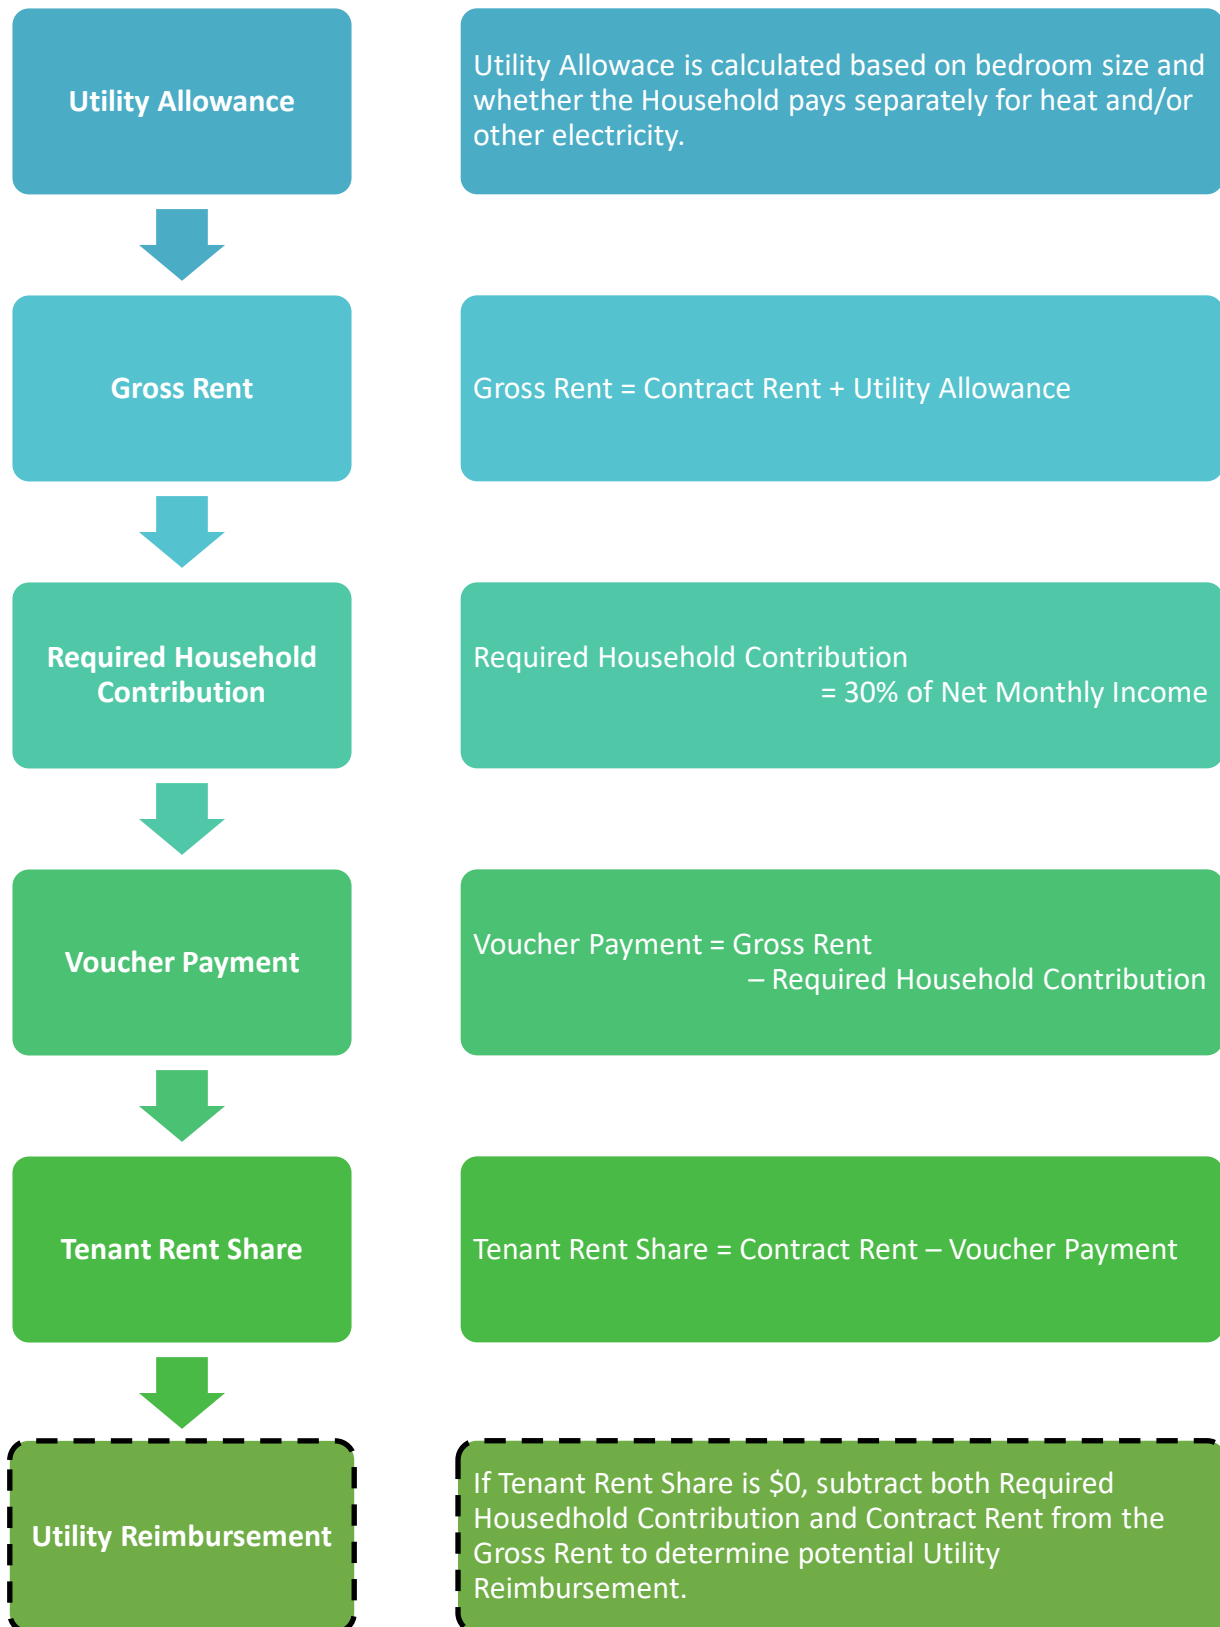 Utility Allowance
Utility Allowace is calculated based on bedroom size and
whether the Household pays separately for heat and/or
other electricity.
Gross Rent
Gross Rent = Contract Rent + Utility Allowance
Required Household
Contribution
Required Household Contribution
= 30% of Net Monthly Income
Voucher Payment
Voucher Payment = Gross Rent
– Required Household Contribution
Tenant Rent Share
Tenant Rent Share = Contract Rent – Voucher Payment
Utility Reimbursement
If Tenant Rent Share is $0, subtract both Required
Housedhold Contribution and Contract Rent from the
Gross Rent to determine potential Utility
Reimbursement.